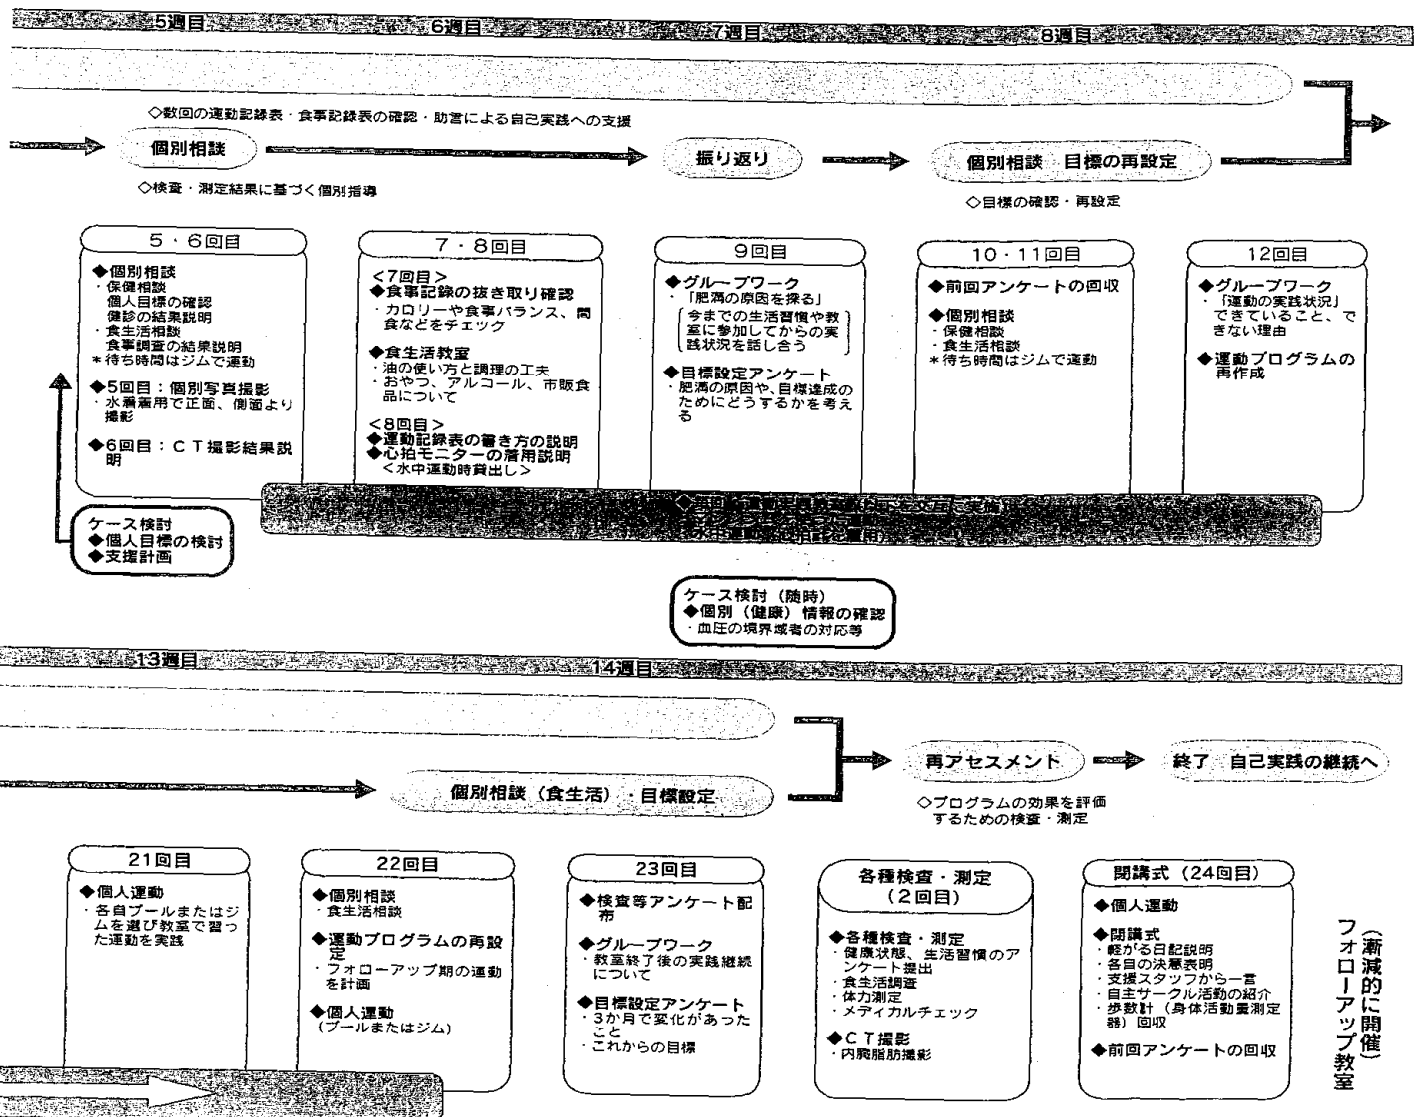 5週目
6週目
7週目
8週目
◇数回の運動記録表・食事記録表の確認・助言による自己実践への支援
個別相談
振り返り
個別相談 目標の再設定
◇検査・測定結果に基づく個別指導
◇目標の確認・再設定
5・6回目
◆個別相談
・保健相談
個人目標の確認
健診の結果説明
・食生活相談
食事調査の結果説明
＊待ち時間はジムで運動
◆5回目：個別写真撮影
・水着着用で正面、側面より
撮影
◆6回目：ＣＴ撮影結果説
明
7・8回目
＜7回目＞
◆食事記録の抜き取り確認
・カロリーや食事バランス、間
食などをチェック
◆食生活教室
・油の使い方と調理の工夫
・おやつ、アルコール、市販食
品について
＜8回目＞
◆運動記録表の書き方の説明
◆心拍モニターの着用説明
＜水中運動時貸出し＞
9回目
◆グループワーク
・「肥満の原因を探る」
今までの生活習慣や教
室に参加してからの実
践状況を話し合う
◆目標設定アンケート
・肥満の原因や、目標達成の
ためにどうするかを考え
る
10・11回目
◆前回アンケートの回収
◆個別相談
・保健相談
・食生活相談
＊待ち時間はジムで運動
12回目
◆グループワーク
・「運動の実践状況」
できていること、で
きない理由
◆運動プログラムの
再作成
ケース検討
◆個人目標の検討
◆支援計画
ケース検討（随時）
◆個別（健康）情報の確認
・血圧の境界域者の対応等
13週目
14週目
個別相談（食生活）・目標設定
再アセスメント
終了 自己実践の継続へ
◇プログラムの効果を評価
するための検査・測定
21回目
◆個人運動
・各自プールまたはジ
ムを選び教室で習っ
た運動を実践
22回目
◆個別相談
・食生活相談
◆運動プログラムの再設
定
・フォローアップ期の運動
を計画
◆個人運動
（プールまたはジム）
23回目
◆検査等アンケート配
布
◆グループワーク
・教室終了後の実践継続
について
◆目標設定アンケート
・3か月で変化があった
こと
・これからの目標
各種検査・測定
（2回目）
◆各種検査・測定
・健康状態、生活習慣のア
ンケート提出
・食生活調査
・体力測定
・メディカルチェック
◆ＣＴ撮影
・内臓脂肪撮影
閉講式（24回目）
◆個人運動
◆閉講式
・軽がる日記説明
・各自の決意表明
・支援スタッフから一言
・自主サークル活動の紹介
・歩数計（身体活動量測定
器）回収
◆前回アンケートの回収
フォローアップ教室
（漸減的に開催）